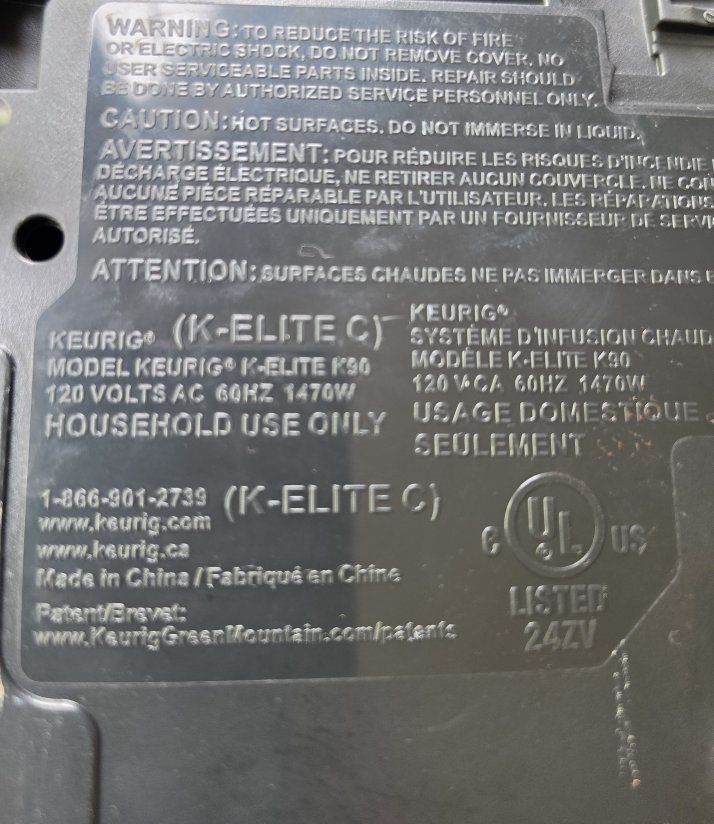 WARNING: TO REDUCE THE RISK OF FIRE
OR ELECTRIC SHOCK, DO NOT REMOVE COVER. NO
USER SERVICEABLE PARTS INSIDE. REPAIR SHOULD
BE DONE BY AUTHORIZED SERVICE PERSONNEL ONLY.
CAUTION: HOT SURFACES. DO NOT IMMERSE IN LIQUID.
AVERTISSEMENT: POUR RÉDUIRE LES RISQUES D'INCENDIE
DÉCHARGE ÉLECTRIQUE, NE RETIRER AUCUN COUVERCLE. NE
AUCUNE PIÈCE RÉPARABLE PAR L'UTILISATEUR. LES RÉPARATIONS
ÊTRE EFFECTUÉES UNIQUEMENT PAR UN FOURNISSEUR DE
AUTORISÉ.
ATTENTION: SURFACES CHAUDES NE PAS IMMERGER DANS
KEURIG® (K-ELITE C)
MODEL KEURIG® K-ELITE K90
120 VOLTS AC 60HZ 1470W
HOUSEHOLD USE ONLY
KEURIG®
SYSTÈME D'INFUSION CHAUD
MODÈLE K-ELITE K90
120 VCA 60HZ 1470W
USAGE DOMESTIQUE
SEULEMENT
1-866-901-2739 (K-ELITE C)
www.keurig.com
www.keurig.ca
Made in China / Fabriqué en Chine
Patent/Brevet:
www.KeurigGreenMountain.com/patents
C UL US
LISTED
24ZV